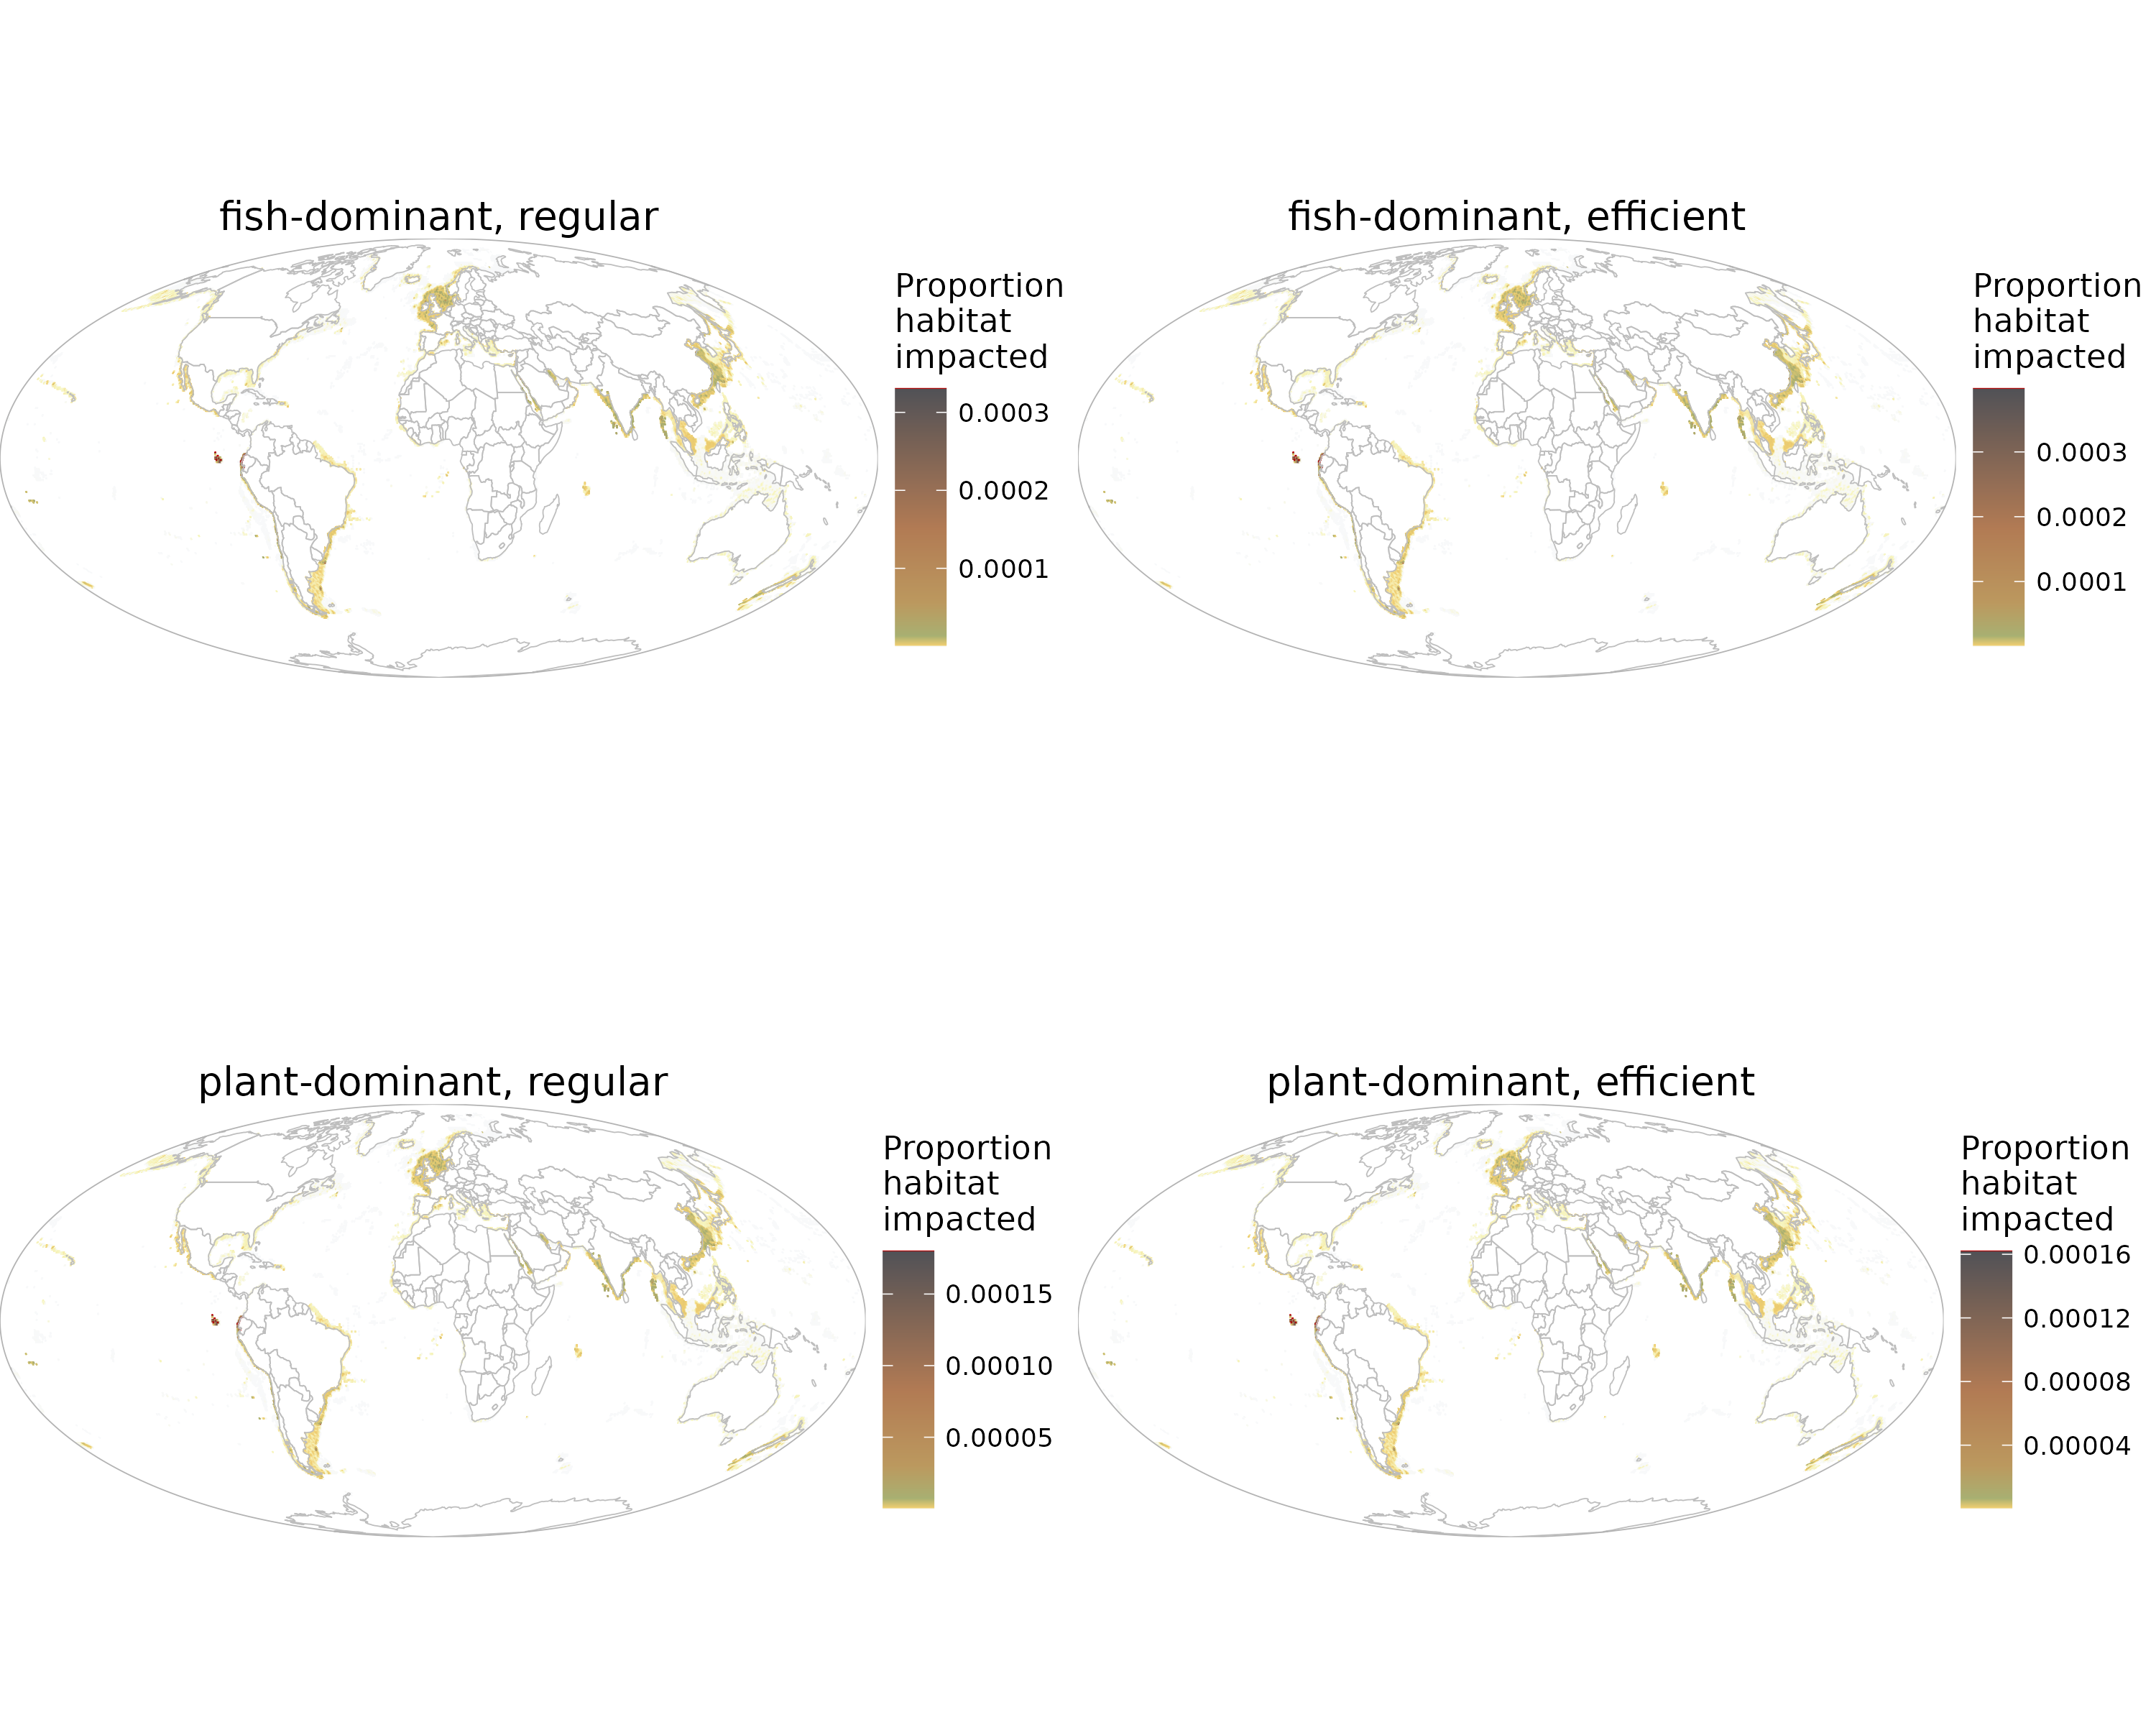 fish-dominant, regular
Proportion
habitat
impacted
0.0003
0.0002
0.0001
fish-dominant, efficient
Proportion
habitat
impacted
0.0003
0.0002
0.0001
plant-dominant, regular
Proportion
habitat
impacted
0.00015
0.00010
0.00005
plant-dominant, efficient
Proportion
habitat
impacted
0.00016
0.00012
0.00008
0.00004